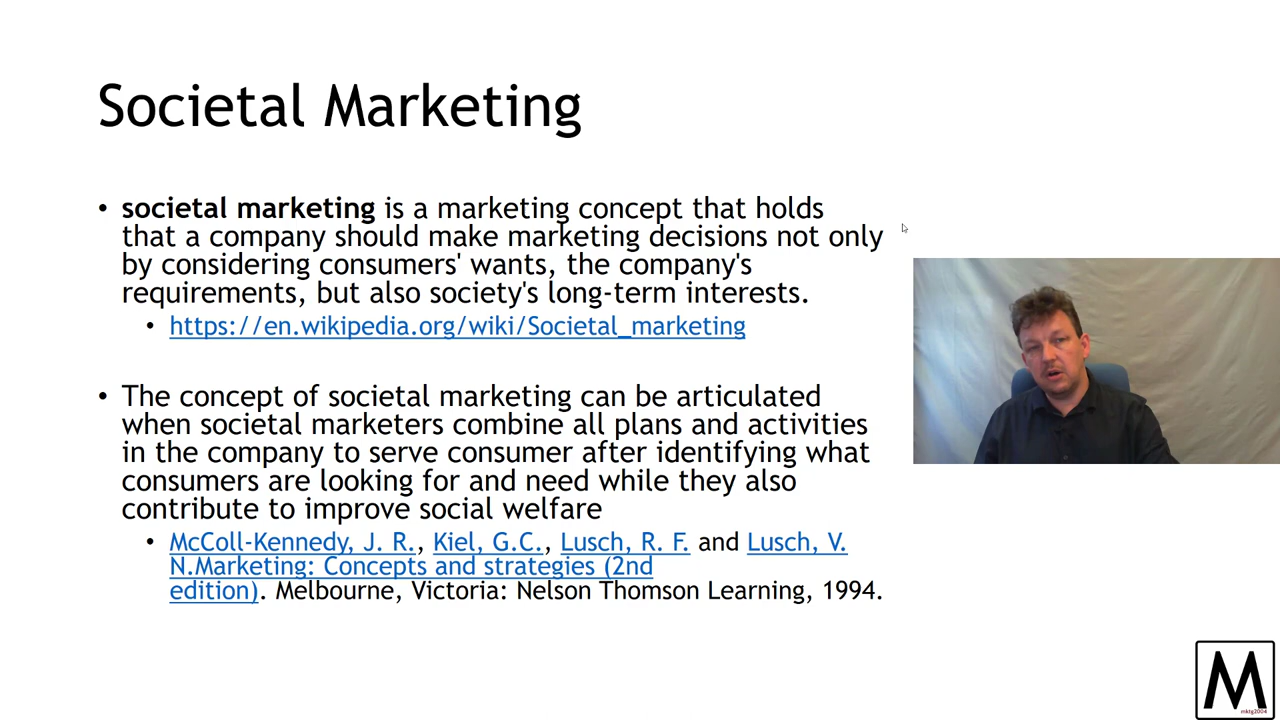 Societal Marketing
• societal marketing is a marketing concept that holds
that a company should make marketing decisions not only
by considering consumers' wants, the company's
requirements, but also society's long-term interests.
• https://en.wikipedia.org/wiki/Societal_marketing
• The concept of societal marketing can be articulated
when societal marketers combine all plans and activities
in the company to serve consumer after identifying what
consumers are looking for and need while they also
contribute to improve social welfare
• McColl-Kennedy, J. R., Kiel, G.C., Lusch, R. F. and Lusch, V.
N.Marketing: Concepts and strategies (2nd
edition). Melbourne, Victoria: Nelson Thomson Learning, 1994.
M
mktg2004